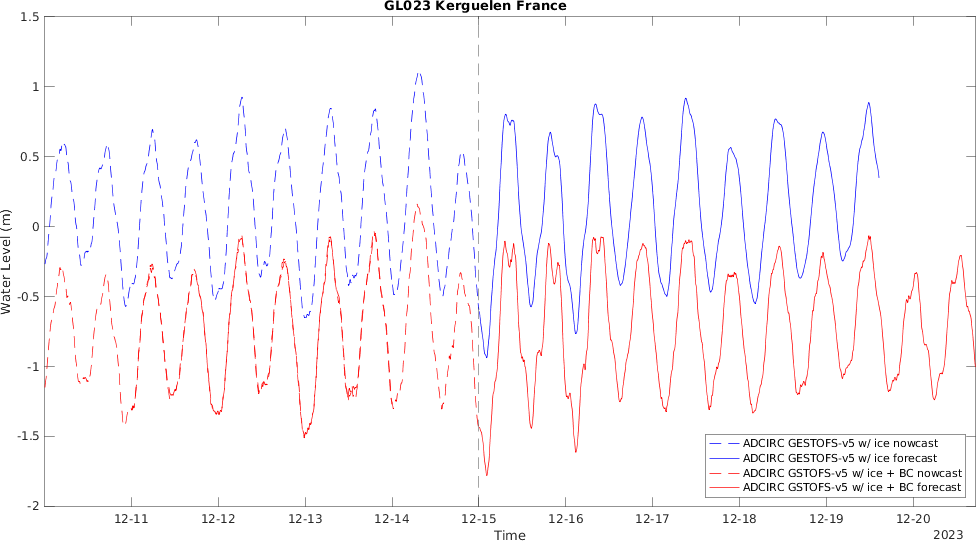 GL023 Kerguelen France
1.5
1
0.5
0
-0.5
-1
-1.5
-2
Water Level (m)
12-11 12-12 12-13 12-14 12-15 12-16 12-17 12-18 12-19 12-20
Time
2023
ADCIRC GESTOFS-v5 w/ ice nowcast
ADCIRC GESTOFS-v5 w/ ice forecast
ADCIRC GSTOFS-v5 w/ ice + BC nowcast
ADCIRC GSTOFS-v5 w/ ice + BC forecast